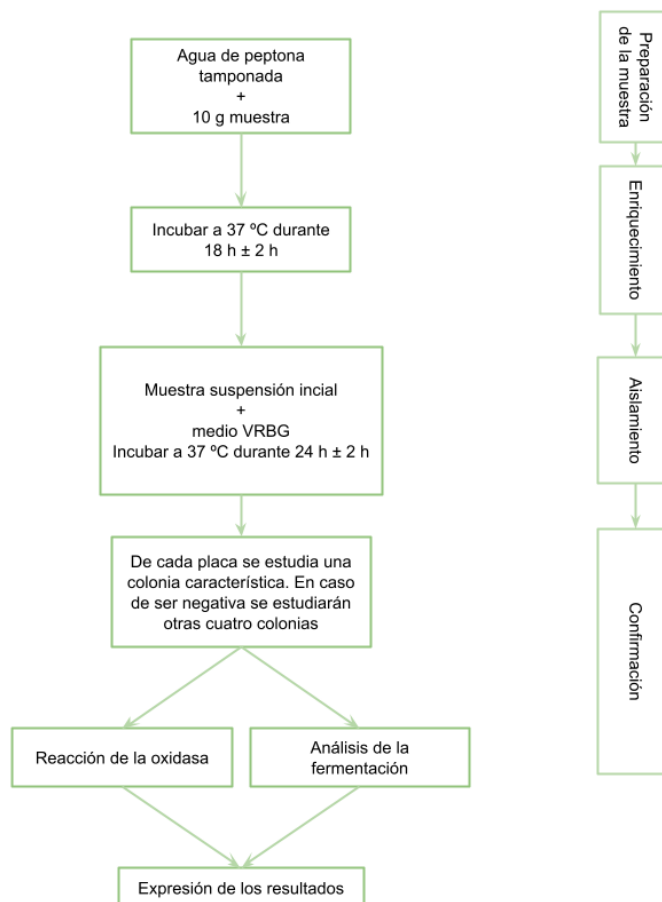 Agua de peptona
tamponada
+
10 g muestra
Incubar a 37 ºC durante
18 h ± 2 h
Muestra suspensión incial
+
medio VRBG
Incubar a 37 ºC durante 24 h ± 2 h
De cada placa se estudia una
colonia característica. En caso
de ser negativa se estudiarán
otras cuatro colonias
Reacción de la oxidasa
Análisis de la
fermentación
Expresión de los resultados
Preparación
de la muestra
Enriquecimiento
Aislamiento
Confirmación